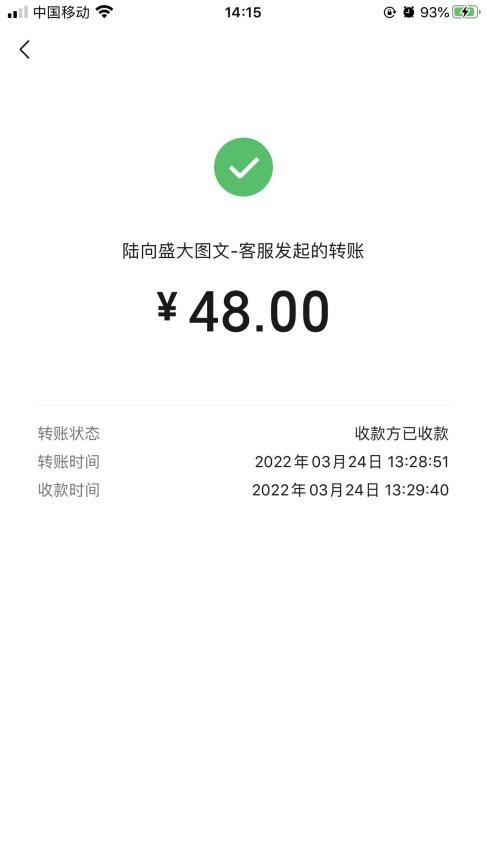 中国移动 14:15 93%
陆向盛大图文-客服发起的转账
¥48.00
转账状态 收款方已收款
转账时间 2022年03月24日 13:28:51
收款时间 2022年03月24日 13:29:40